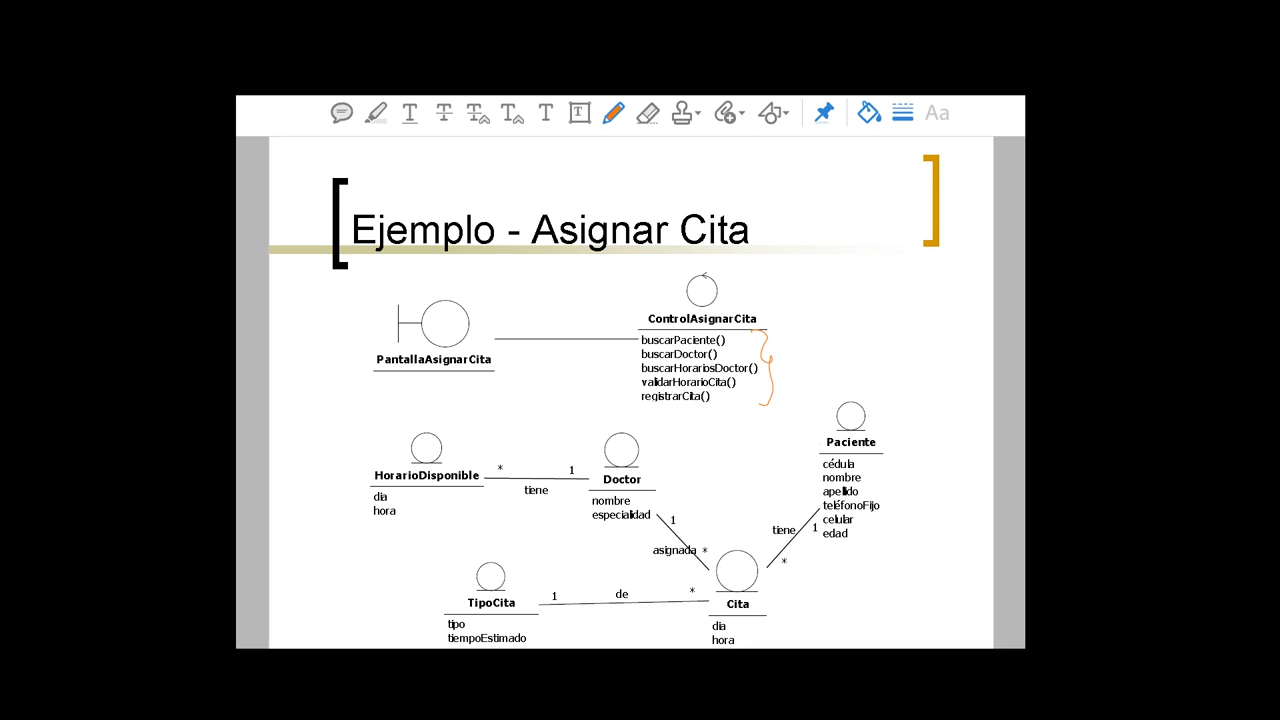 Aa
Ejemplo - Asignar Cita
ControlAsignarCita
buscarPaciente()
buscarDoctor()
buscarHorariosDoctor()
validarHorarioCita()
registrarCita()
PantallaAsignarCita
Paciente
cédula
nombre
apellido
teléfonoFijo
celular
edad
HorarioDisponible
dia
hora
* 1
tiene
Doctor
nombre
especialidad
1
asignada *
tiene 1
*
TipoCita
tipo
tiempoEstimado
1 de *
Cita
dia
hora